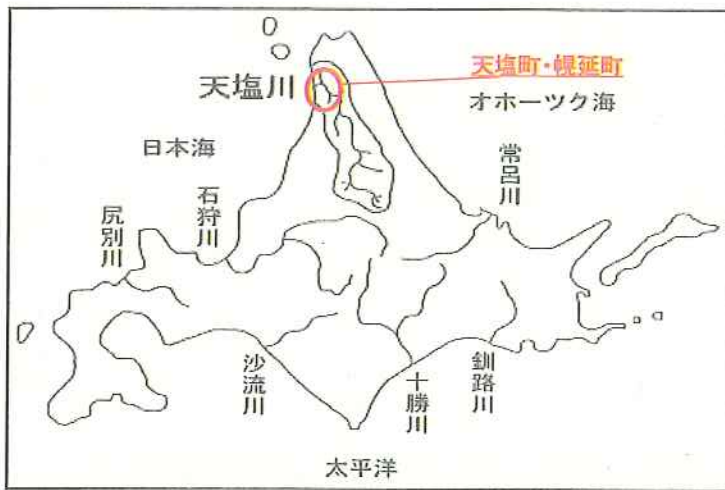 天塩町・幌延町
天塩川
オホーツク海
日本海
常呂川
石狩川
尻別川
沙流川
十勝川
釧路川
太平洋